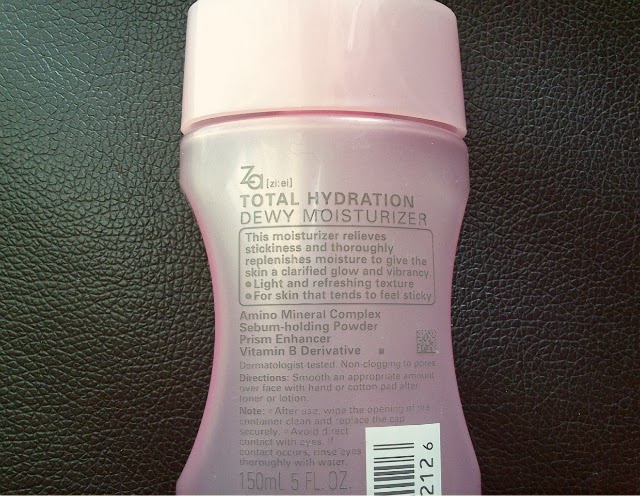 Za [zi:ei]
TOTAL HYDRATION
DEWY MOISTURIZER
This moisturizer relieves
stickiness and thoroughly
replenishes moisture to give the
skin a clarified glow and vibrancy
●Light and refreshing texture
●For skin that tends to feel sticky
Amino Mineral Complex
Sebum-holding Powder
Prism Enhancer
Vitamin B Derivative
Dermatologist-tested. Non-clogging to pores
Directions: Smooth an appropriate amount
over face with hand or cotton pad after
toner or lotion.
Note: •After use, wipe the opening of the
container clean and replace the cap
securely. •Avoid direct
contact with eyes. If
contact occurs, rinse eyes
thoroughly with water.
150mL 5 FL. OZ.
2126